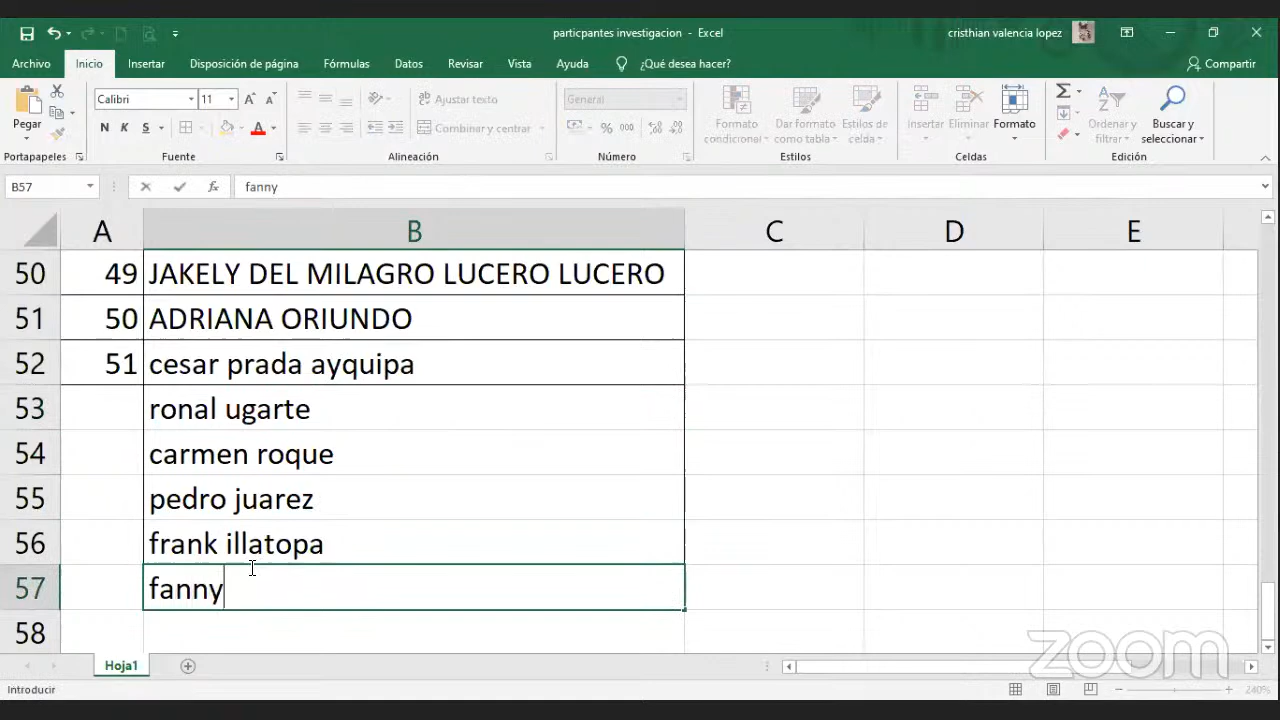 particpantes investigacion - Excel
cristhian valencia lopez
Archivo Inicio Insertar Disposición de página Fórmulas Datos Revisar Vista Ayuda ¿Qué desea hacer? Compartir
Pegar
Calibri 11
N K S
A A
A
Ajustar texto
Combinar y centrar
General
% 000
Formato condicional
Dar formato como tabla
Estilos de celda
Insertar Eliminar Formato
Ordenar y filtrar
Buscar y seleccionar
Portapapeles Fuente Alineación Número Estilos Celdas Edición
B57 fx fanny
A B C D E
50 49 JAKELY DEL MILAGRO LUCERO LUCERO
51 50 ADRIANA ORIUNDO
52 51 cesar prada ayquipa
53 ronal ugarte
54 carmen roque
55 pedro juarez
56 frank illatopa
57 fanny
58
zoom
Hoja1
Introducir 240%